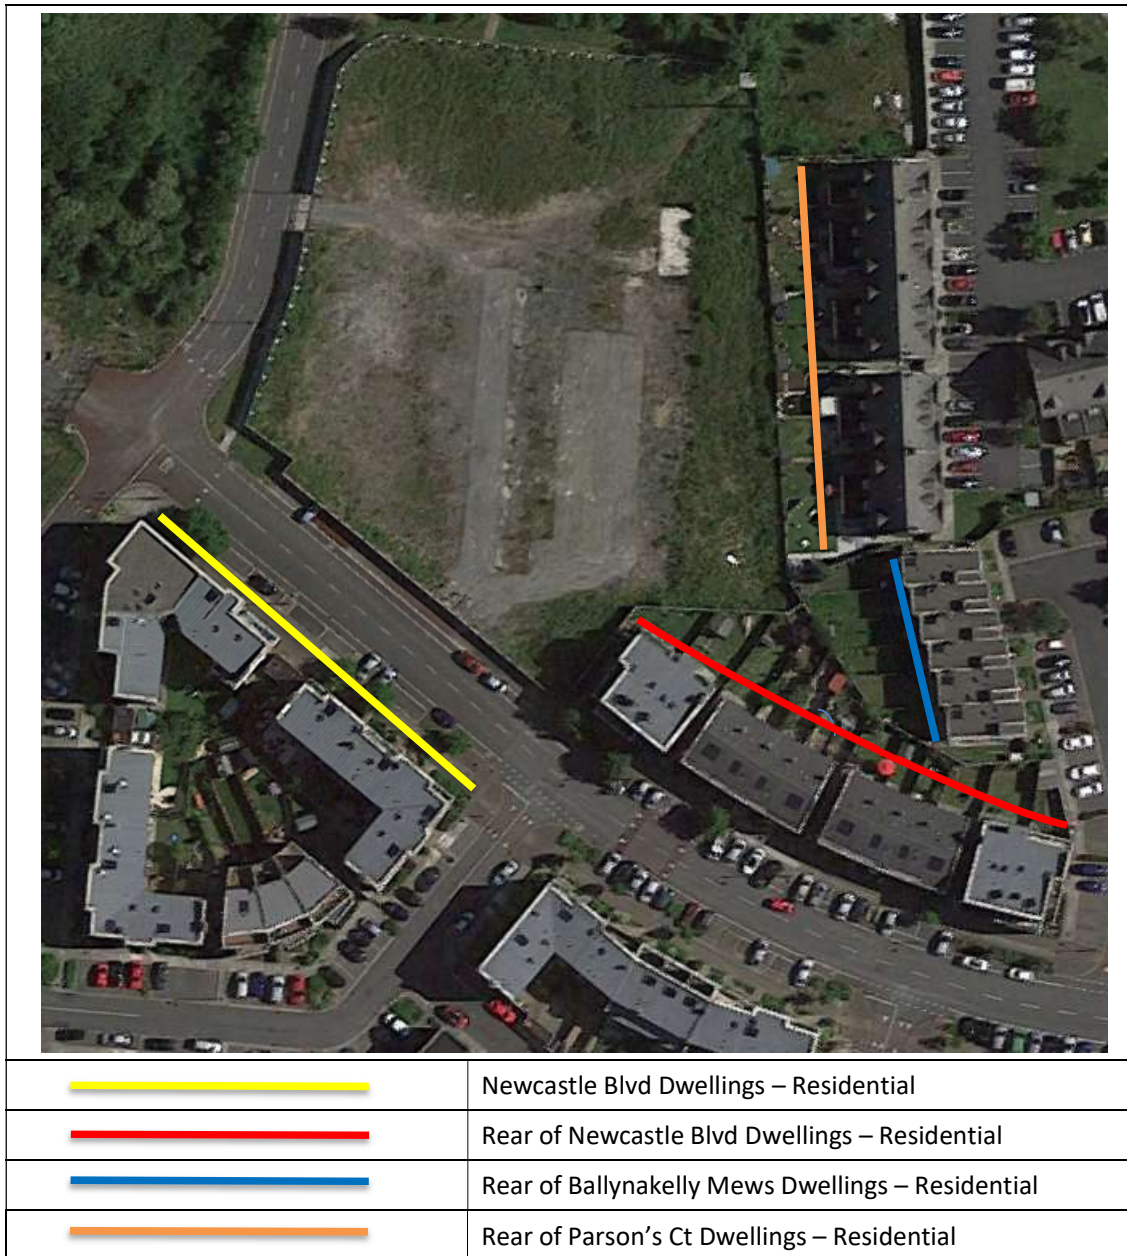 Newcastle Blvd Dwellings – Residential
Rear of Newcastle Blvd Dwellings – Residential
Rear of Ballynakelly Mews Dwellings – Residential
Rear of Parson’s Ct Dwellings – Residential